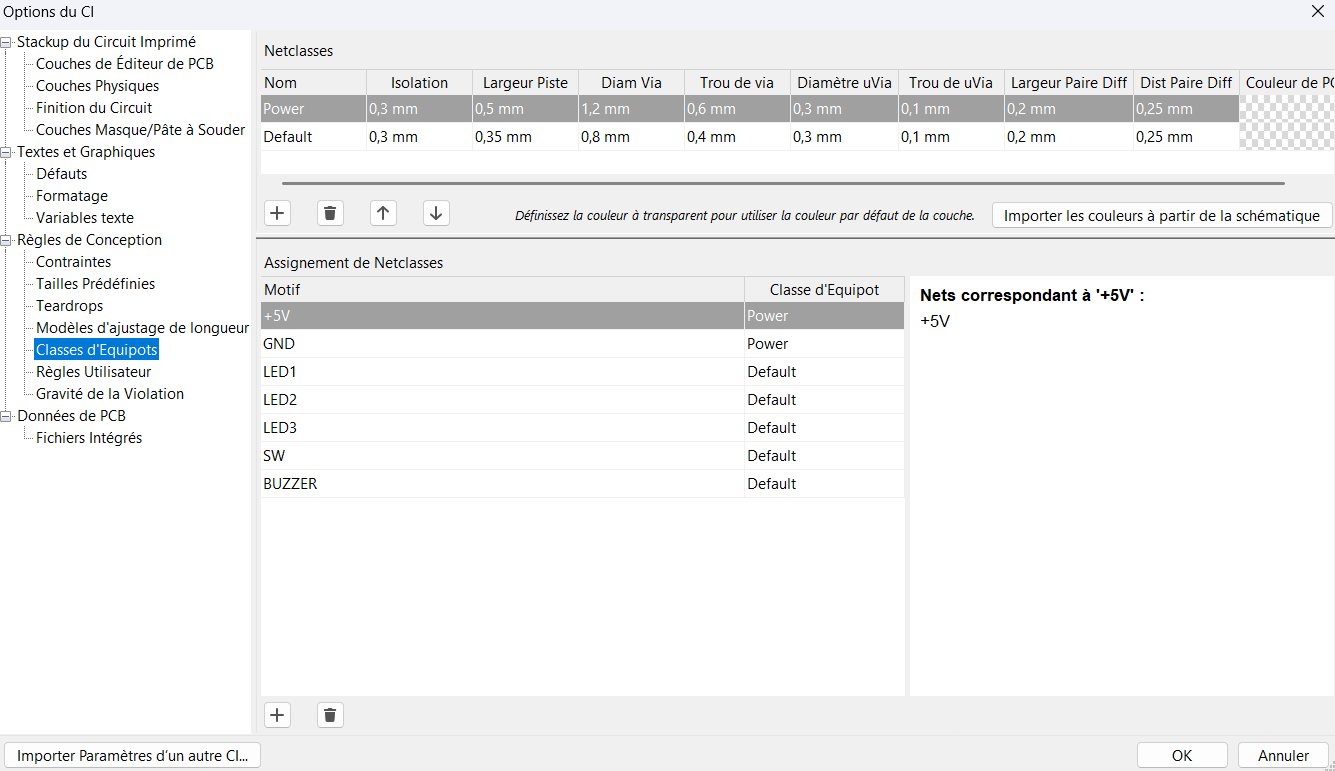 Options du CI
Stackup du Circuit Imprimé
Couches de Éditeur de PCB
Couches Physiques
Finition du Circuit
Couches Masque/Pâte à Souder
Textes et Graphiques
Défauts
Formatage
Variables texte
Règles de Conception
Contraintes
Tailles Prédéfinies
Teardrops
Modèles d'ajustage de longueur
Classes d'Equipots
Règles Utilisateur
Gravité de la Violation
Données de PCB
Fichiers Intégrés
Netclasses
Nom Isolation Largeur Piste Diam Via Trou de via Diamètre uVia Trou de uVia Largeur Paire Diff Dist Paire Diff Couleur de PC
Power 0,3 mm 0,5 mm 1,2 mm 0,6 mm 0,3 mm 0,1 mm 0,2 mm 0,25 mm
Default 0,3 mm 0,35 mm 0,8 mm 0,4 mm 0,3 mm 0,1 mm 0,2 mm 0,25 mm
Définissez la couleur à transparent pour utiliser la couleur par défaut de la couche.
Importer les couleurs à partir de la schématique
Assignement de Netclasses
Motif Classe d'Equipot
+5V Power
GND Power
LED1 Default
LED2 Default
LED3 Default
SW Default
BUZZER Default
Nets correspondant à '+5V' :
+5V
Importer Paramètres d'un autre CI...
OK
Annuler